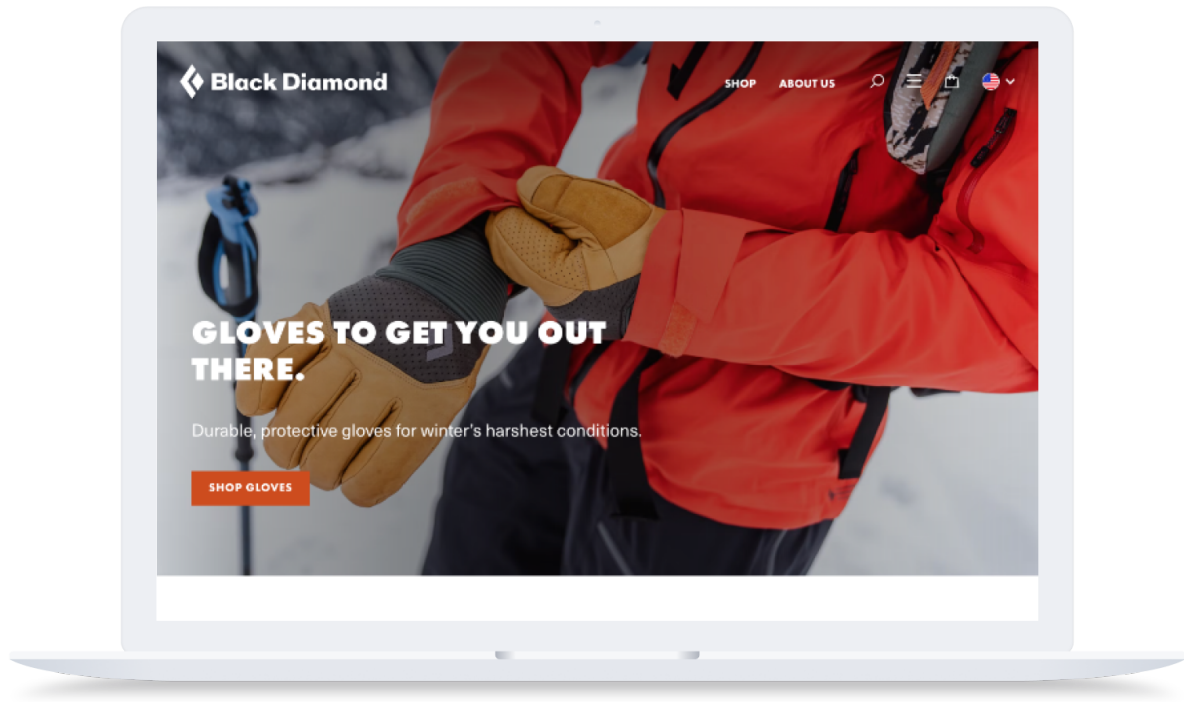 Black Diamond
SHOP
ABOUT US
GLOVES TO GET YOU OUT
THERE.
Durable, protective gloves for winter's harshest conditions.
SHOP GLOVES